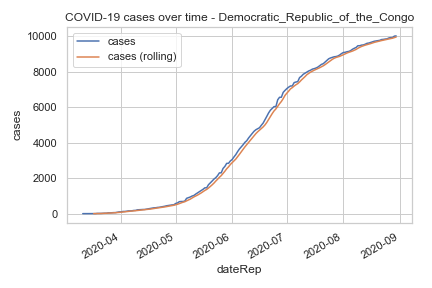 COVID-19 cases over time - Democratic_Republic_of_the_Congo
cases
cases (rolling)
10000
8000
6000
4000
2000
0
cases
2020-04
2020-05
2020-06
2020-07
2020-08
2020-09
dateRep